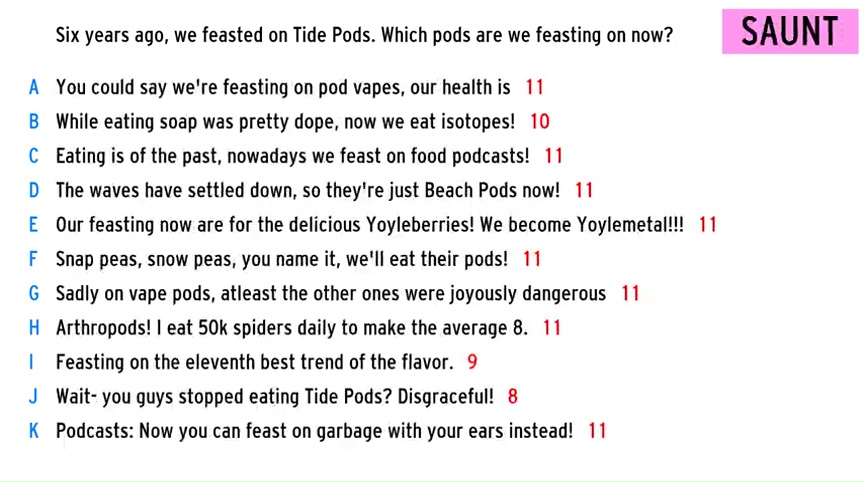 Six years ago, we feasted on Tide Pods. Which pods are we feasting on now?
SAUNT
A You could say we're feasting on pod vapes, our health is 11
B While eating soap was pretty dope, now we eat isotopes! 10
C Eating is of the past, nowadays we feast on food podcasts! 11
D The waves have settled down, so they're just Beach Pods now! 11
E Our feasting now are for the delicious Yoyleberries! We become Yoylemetal!!! 11
F Snap peas, snow peas, you name it, we'll eat their pods! 11
G Sadly on vape pods, atleast the other ones were joyously dangerous 11
H Arthropods! I eat 50k spiders daily to make the average 8. 11
I Feasting on the eleventh best trend of the flavor. 9
J Wait- you guys stopped eating Tide Pods? Disgraceful! 8
K Podcasts: Now you can feast on garbage with your ears instead! 11